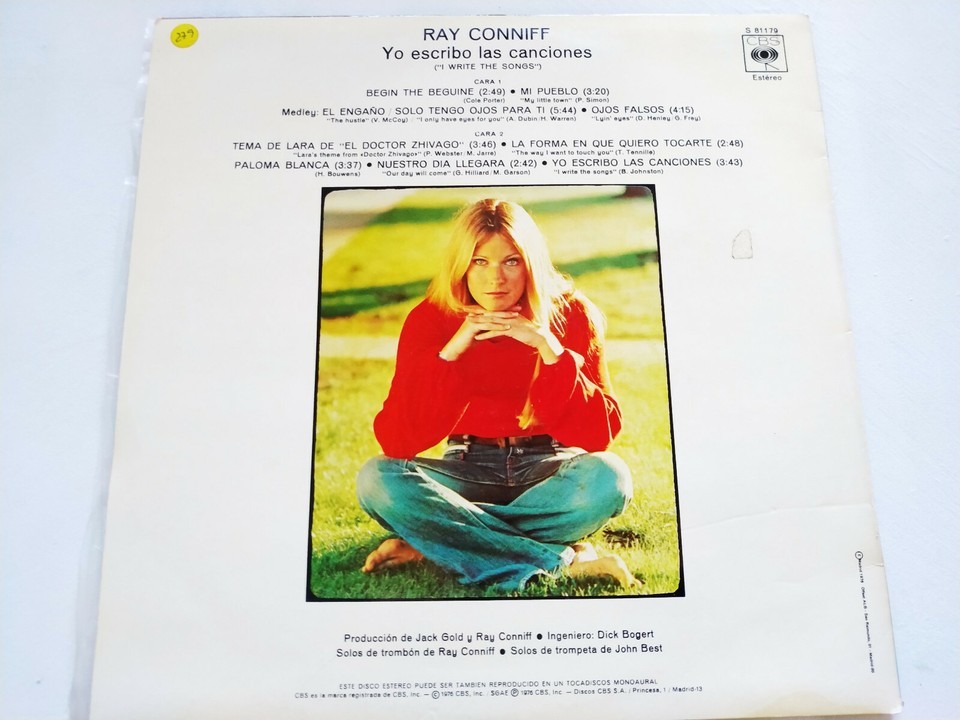 279
RAY CONNIFF
Yo escribo las canciones
("I WRITE THE SONGS")
S 81179
CBS
Estéreo
CARA 1
BEGIN THE BEGUINE (2:49) ● MI PUEBLO (3:20)
(Cole Porter) "My little town" (P. Simon)
Medley: EL ENGAÑO / SOLO TENGO OJOS PARA TI (5:44) ● OJOS FALSOS (4:15)
"The hustle" (V. McCoy) "I only have eyes for you" (A. Dubin/H. Warren) "Lyin' eyes" (D. Henley/G. Frey)
CARA 2
TEMA DE LARA DE "EL DOCTOR ZHIVAGO" (3:46) ● LA FORMA EN QUE QUIERO TOCARTE (2:48)
"Lara's theme from «Doctor Zhivago»" (P. Webster/M. Jarre) "The way I want to touch you" (T. Tennille)
PALOMA BLANCA (3:37) ● NUESTRO DIA LLEGARA (2:42) ● YO ESCRIBO LAS CANCIONES (3:43)
(H. Bouwens) "Our day will come" (G. Hilliard/M. Garson) "I write the songs" (B. Johnston)
Producción de Jack Gold y Ray Conniff ● Ingeniero: Dick Bogert
Solos de trombón de Ray Conniff ● Solos de trompeta de John Best
ESTE DISCO ESTEREO PUEDE SER TAMBIEN REPRODUCIDO EN UN TOCADISCOS MONOAURAL
CBS es la marca registrada de CBS, Inc. — © 1976 CBS, Inc. / SGAE ℗ 1976 CBS, Inc — Discos CBS S.A. / Princesa, 1 / Madrid-13